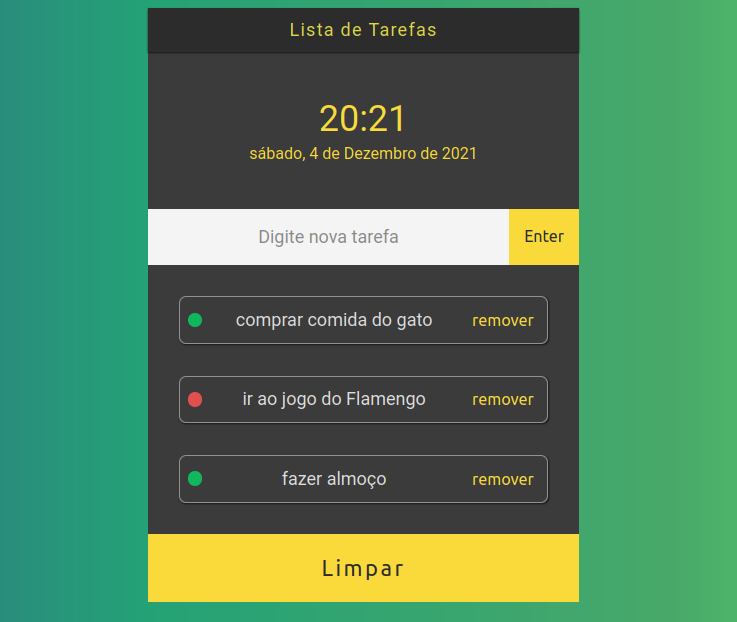 Lista de Tarefas
20:21
sábado, 4 de Dezembro de 2021
Digite nova tarefa Enter
comprar comida do gato remover
ir ao jogo do Flamengo remover
fazer almoço remover
Limpar